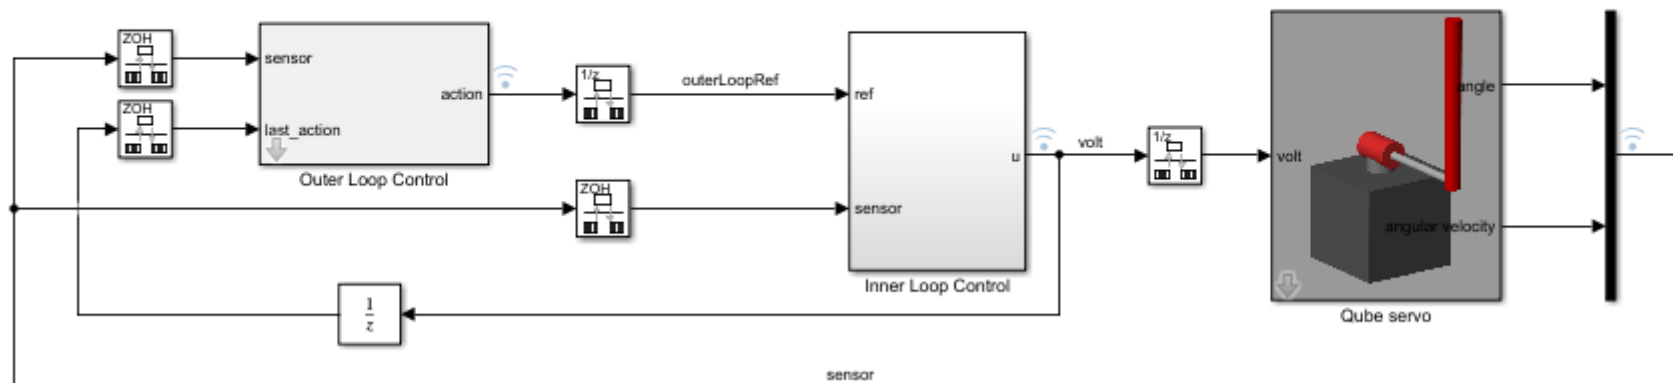 ZOH
sensor
action
1/z
outerLoopRef
ref
ZOH
last_action
Outer Loop Control
u
volt
1/z
volt
angle
ZOH
sensor
angular velocity
Inner Loop Control
Qube servo
1
z
sensor